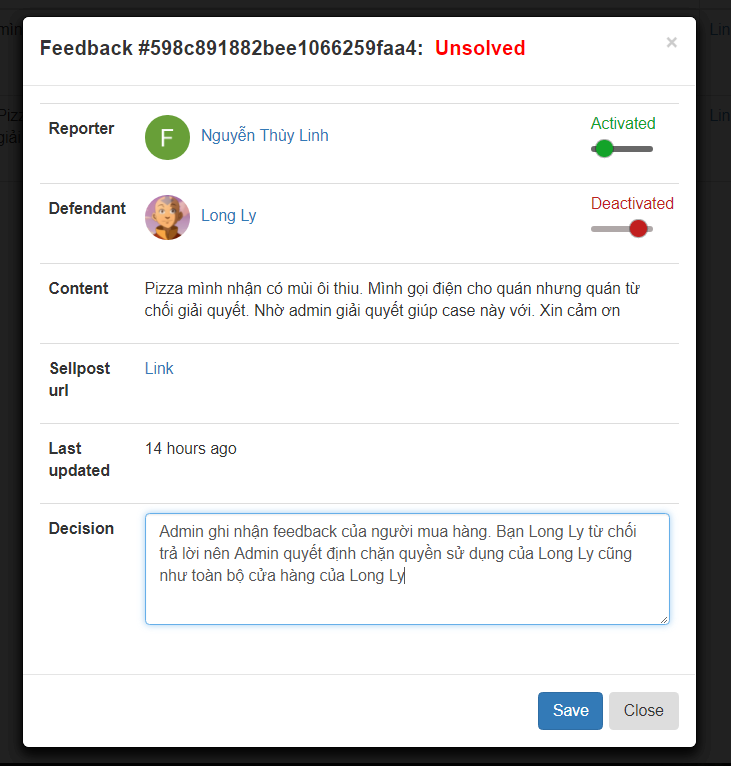 Feedback #598c891882bee1066259faa4: Unsolved
×
Reporter
F
Nguyễn Thùy Linh
Activated
Defendant
Long Ly
Deactivated
Content
Pizza mình nhận có mùi ôi thiu. Mình gọi điện cho quán nhưng quán từ
chối giải quyết. Nhờ admin giải quyết giúp case này với. Xin cảm ơn
Sellpost
url
Link
Last
updated
14 hours ago
Decision
Admin ghi nhận feedback của người mua hàng. Bạn Long Ly từ chối
trả lời nên Admin quyết định chặn quyền sử dụng của Long Ly cũng
như toàn bộ cửa hàng của Long Ly
Save
Close